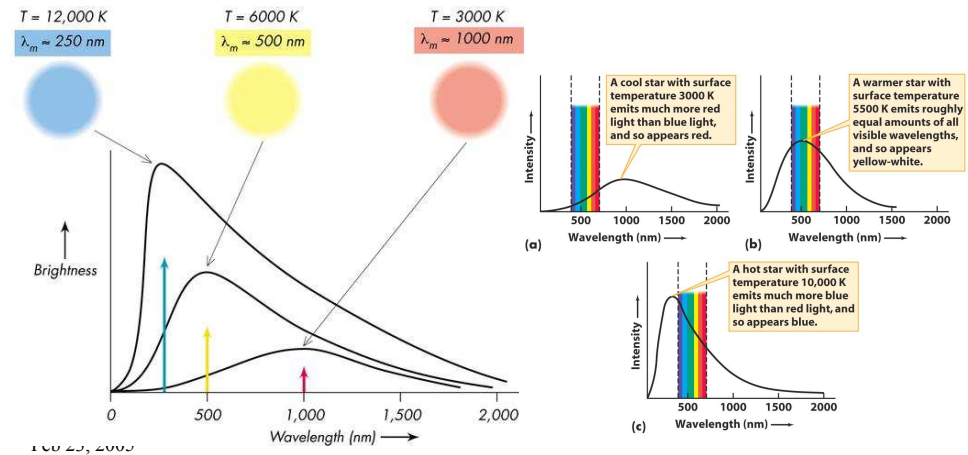 T = 12,000 K
λm ≈ 250 nm
T = 6000 K
λm ≈ 500 nm
T = 3000 K
λm ≈ 1000 nm
Brightness
0
500
1,000
1,500
2,000
Wavelength (nm)
A cool star with surface
temperature 3000 K
emits much more red
light than blue light,
and so appears red.
Intensity
500
1000
1500
2000
Wavelength (nm)
(a)
A warmer star with
surface temperature
5500 K emits roughly
equal amounts of all
visible wavelengths,
and so appears
yellow-white.
Intensity
500
1000
1500
2000
Wavelength (nm)
(b)
A hot star with surface
temperature 10,000 K
emits much more blue
light than red light, and
so appears blue.
Intensity
500
1000
1500
2000
Wavelength (nm)
(c)
2005